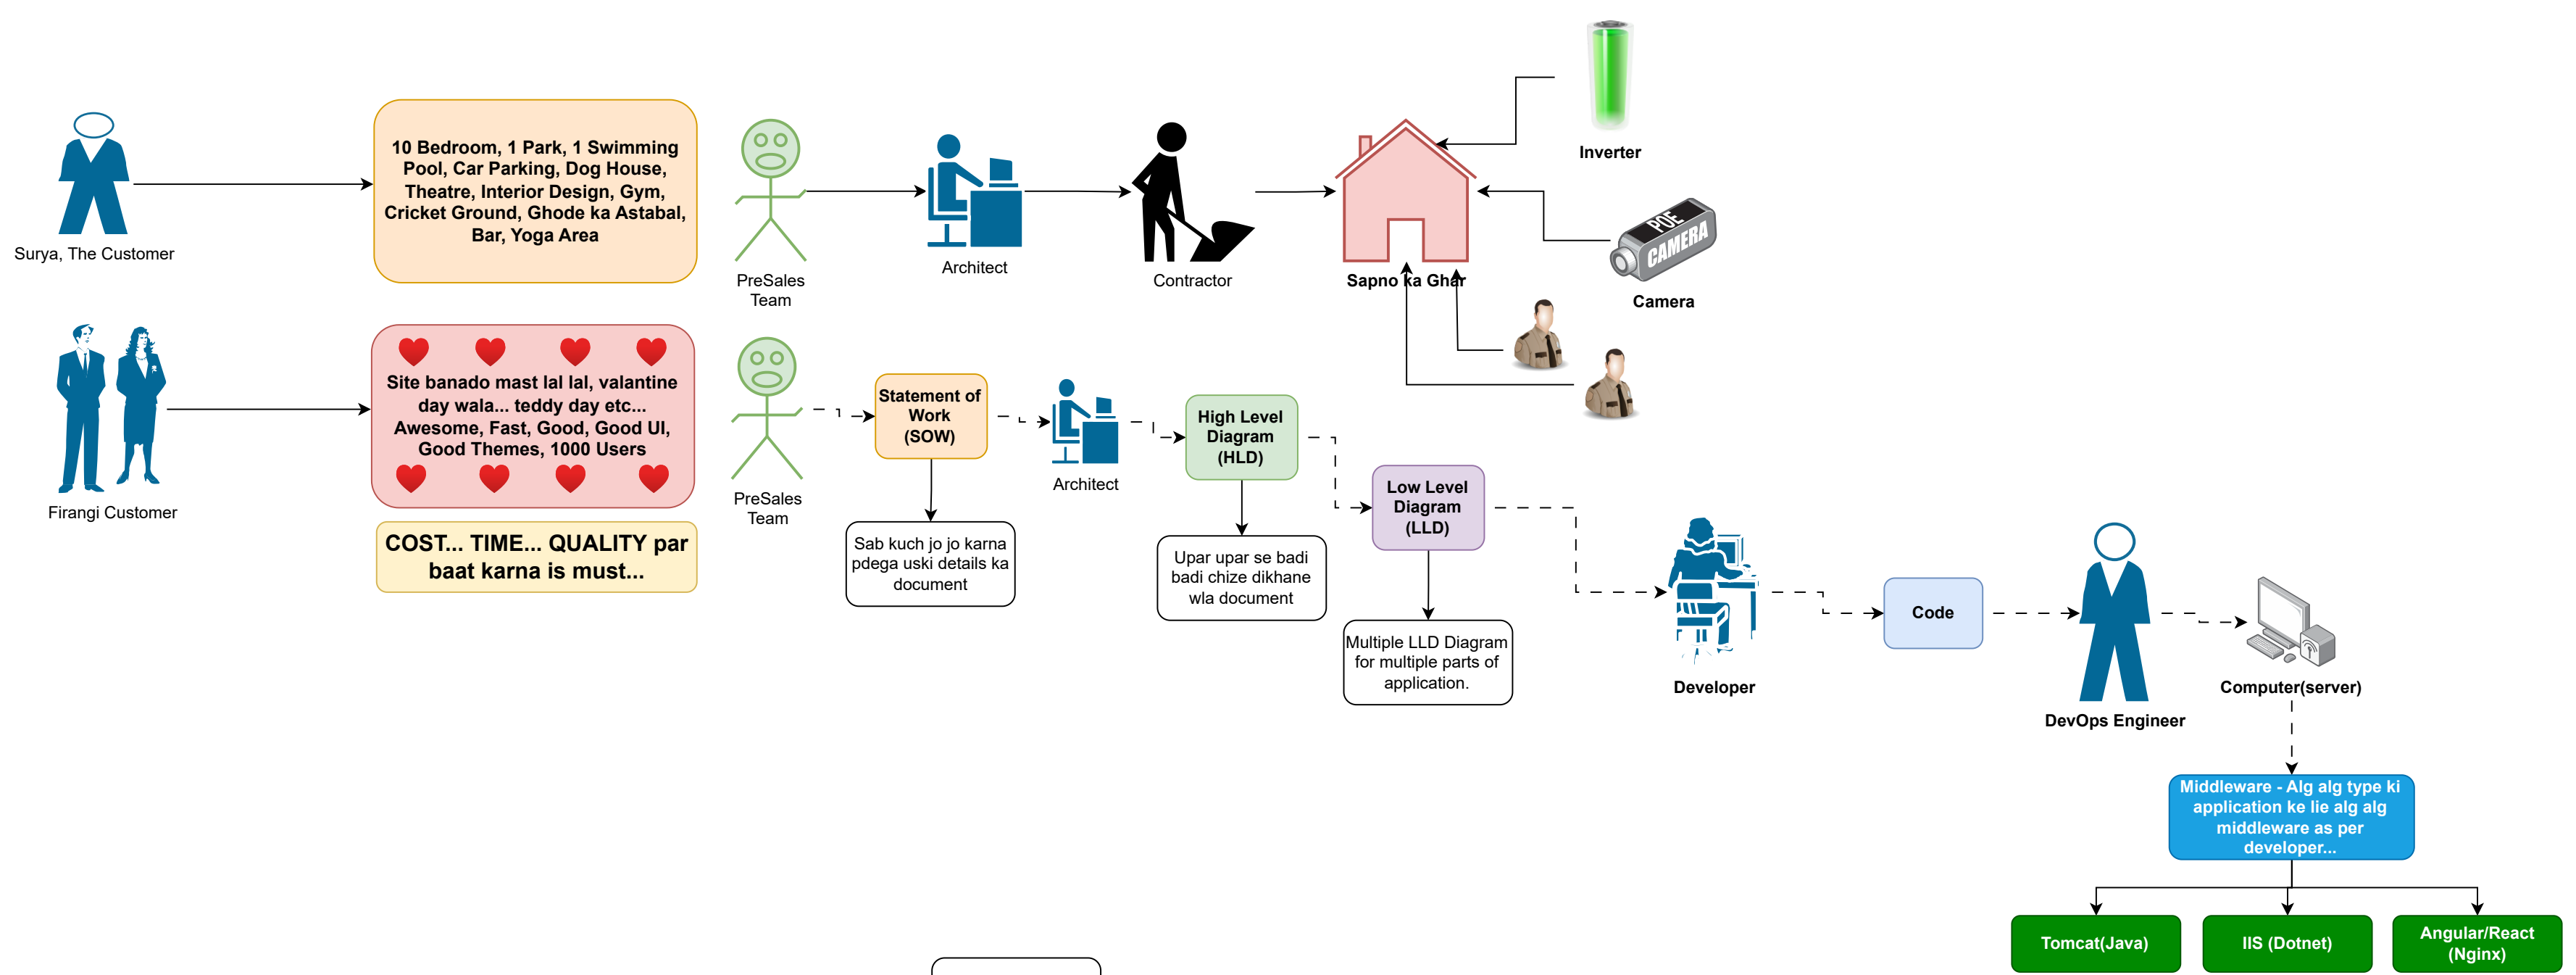 Inverter
10 Bedroom, 1 Park, 1 Swimming
Pool, Car Parking, Dog House,
Theatre, Interior Design, Gym,
Cricket Ground, Ghode ka Astabal,
Bar, Yoga Area
Surya, The Customer
PreSales
Team
Architect
Contractor
Sapno ka Ghar
POE
CAMERA
Camera
Site banado mast lal lal, valantine
day wala... teddy day etc...
Awesome, Fast, Good, Good UI,
Good Themes, 1000 Users
Firangi Customer
COST... TIME... QUALITY par
baat karna is must...
PreSales
Team
Statement of
Work
(SOW)
Sab kuch jo jo karna
pdega uski details ka
document
Architect
High Level
Diagram
(HLD)
Upar upar se badi
badi chize dikhane
wla document
Low Level
Diagram
(LLD)
Multiple LLD Diagram
for multiple parts of
application.
Developer
Code
DevOps Engineer
Computer(server)
Middleware - Alg alg type ki
application ke lie alg alg
middleware as per
developer...
Tomcat(Java)
IIS (Dotnet)
Angular/React
(Nginx)